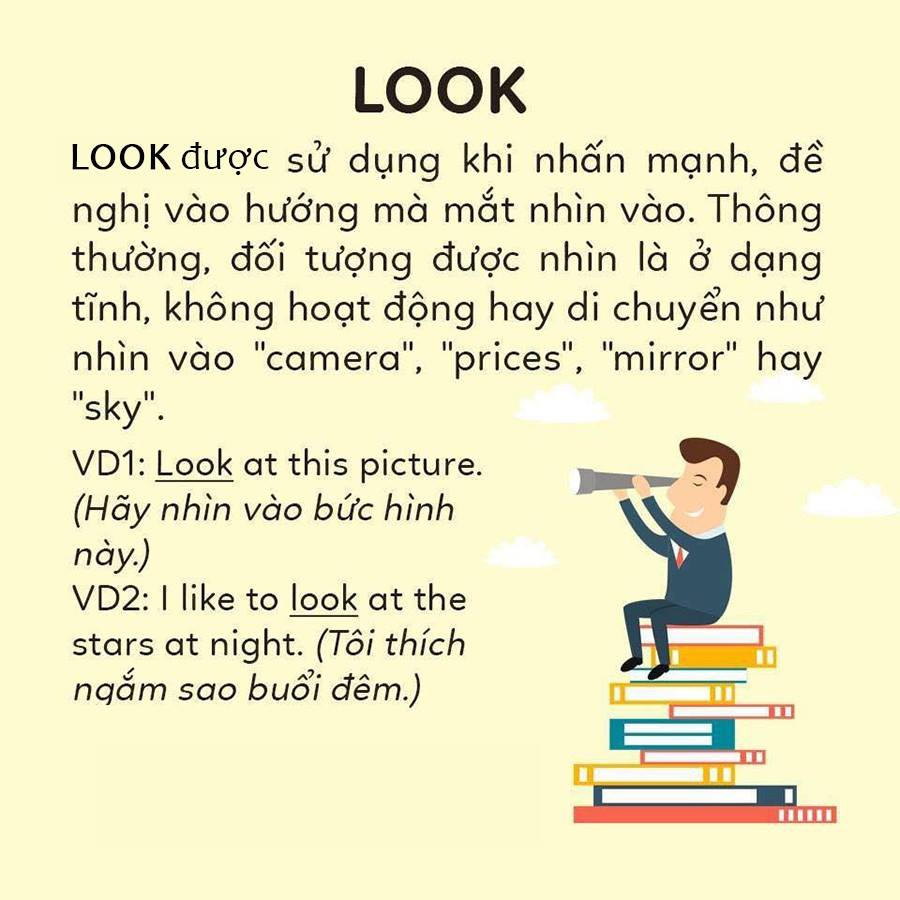 LOOK
LOOK được sử dụng khi nhấn mạnh, đề
nghị vào hướng mà mắt nhìn vào. Thông
thường, đối tượng được nhìn là ở dạng
tĩnh, không hoạt động hay di chuyển như
nhìn vào "camera", "prices", "mirror" hay
"sky".
VD1: Look at this picture.
(Hãy nhìn vào bức hình
này.)
VD2: I like to look at the
stars at night. (Tôi thích
ngắm sao buổi đêm.)